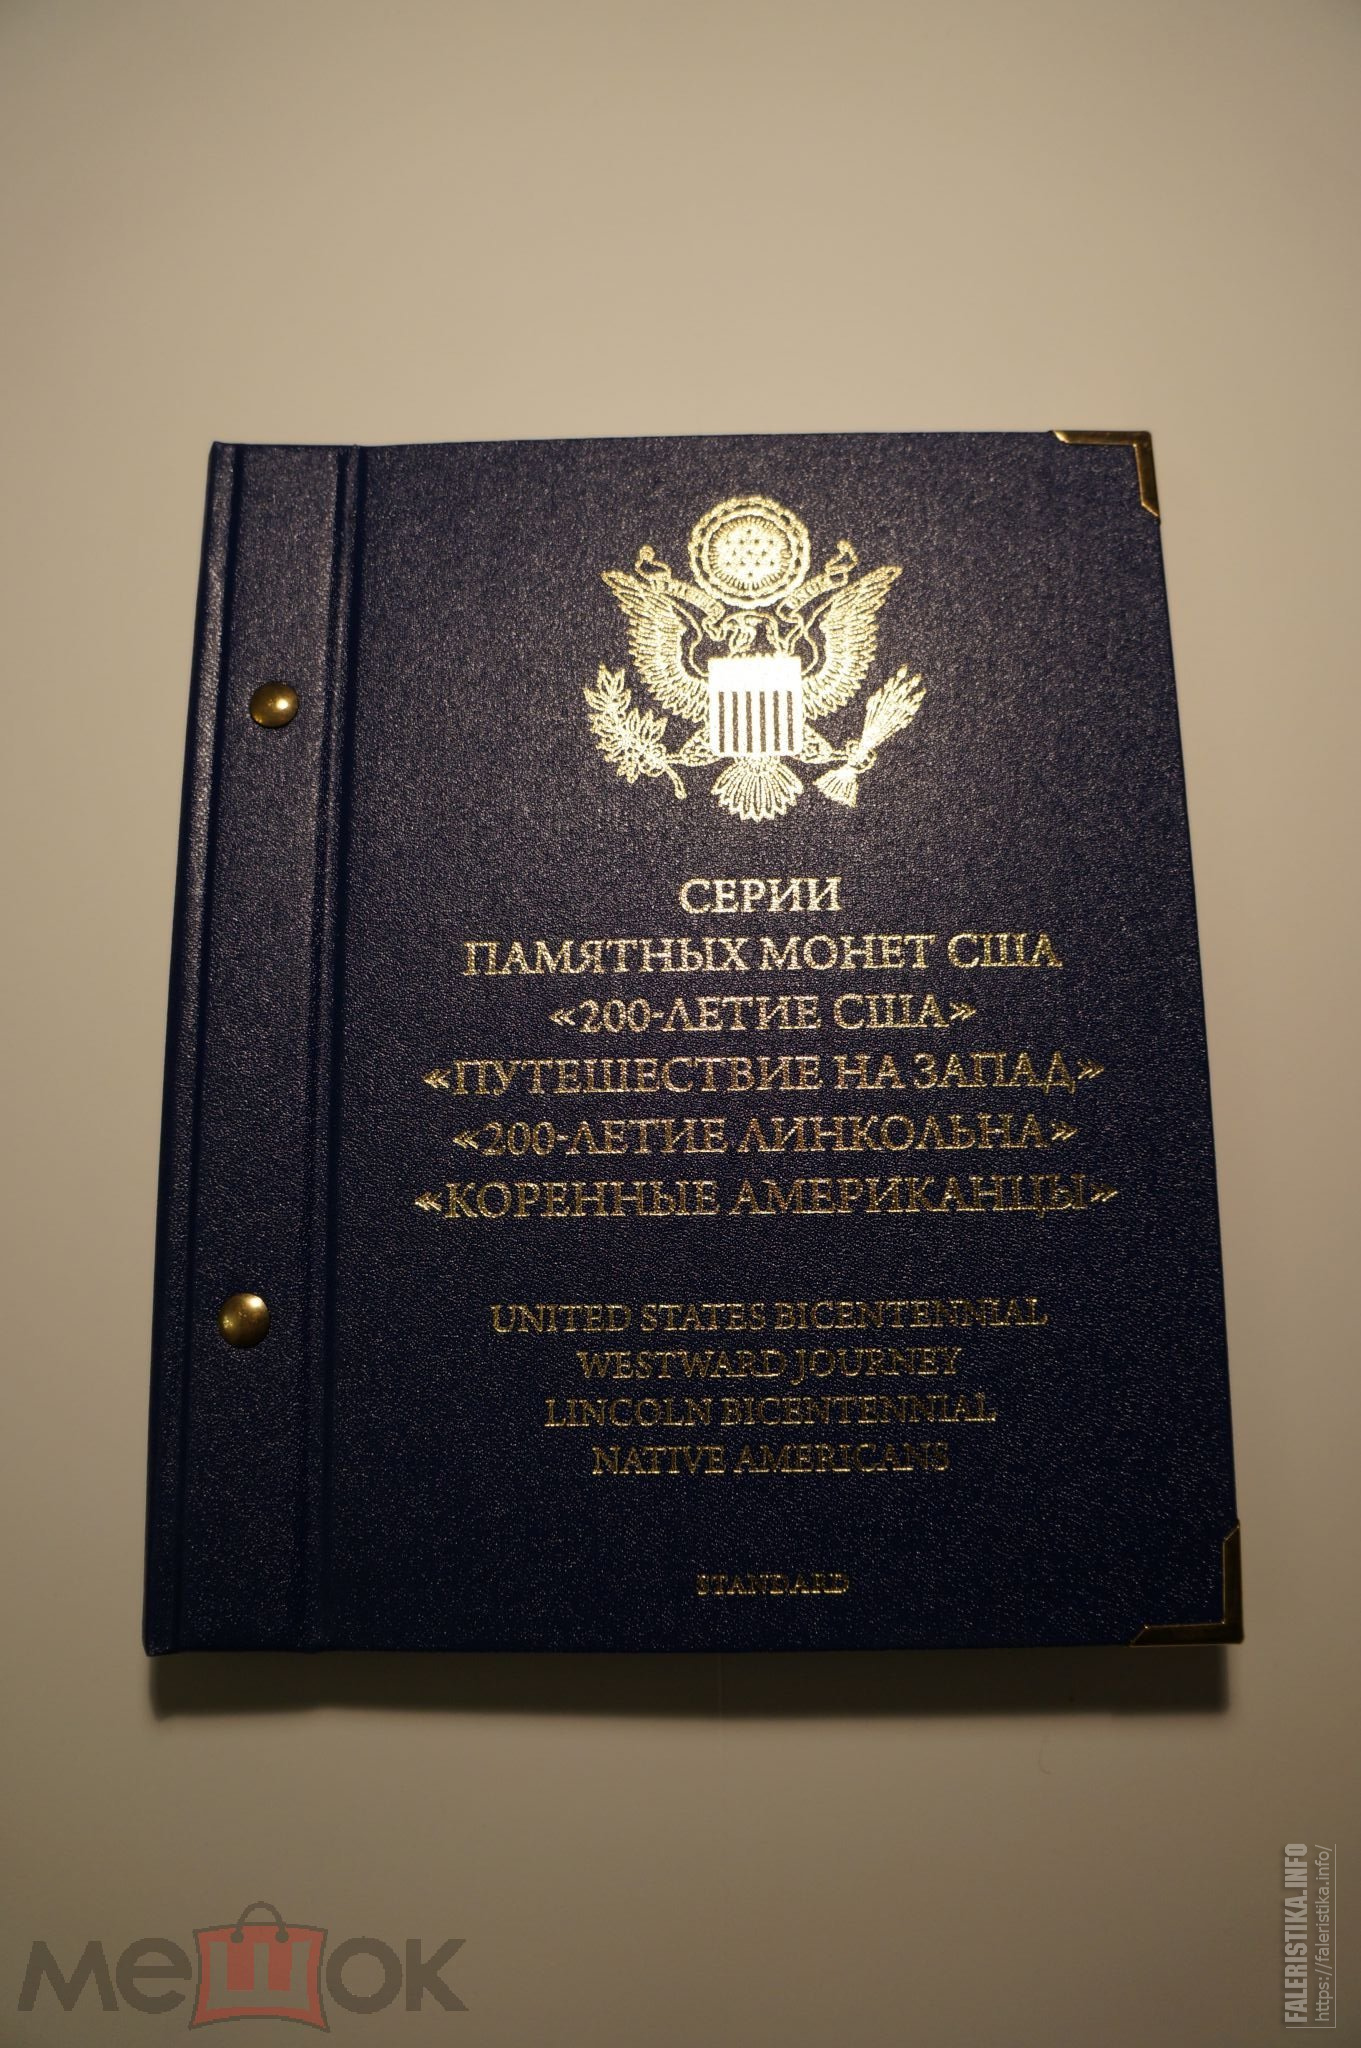 СЕРИИ
ПАМЯТНЫХ МОНЕТ США
«200-ЛЕТИЕ США»
«ПУТЕШЕСТВИЕ НА ЗАПАД»
«200-ЛЕТИЕ ЛИНКОЛЬНА»
«КОРЕННЫЕ АМЕРИКАНЦЫ»
UNITED STATES BICENTENNIAL
WESTWARD JOURNEY
LINCOLN BICENTENNIAL
NATIVE AMERICANS
STANDARD
мешок
FALERISTIKA.INFO
https://faleristika.info/